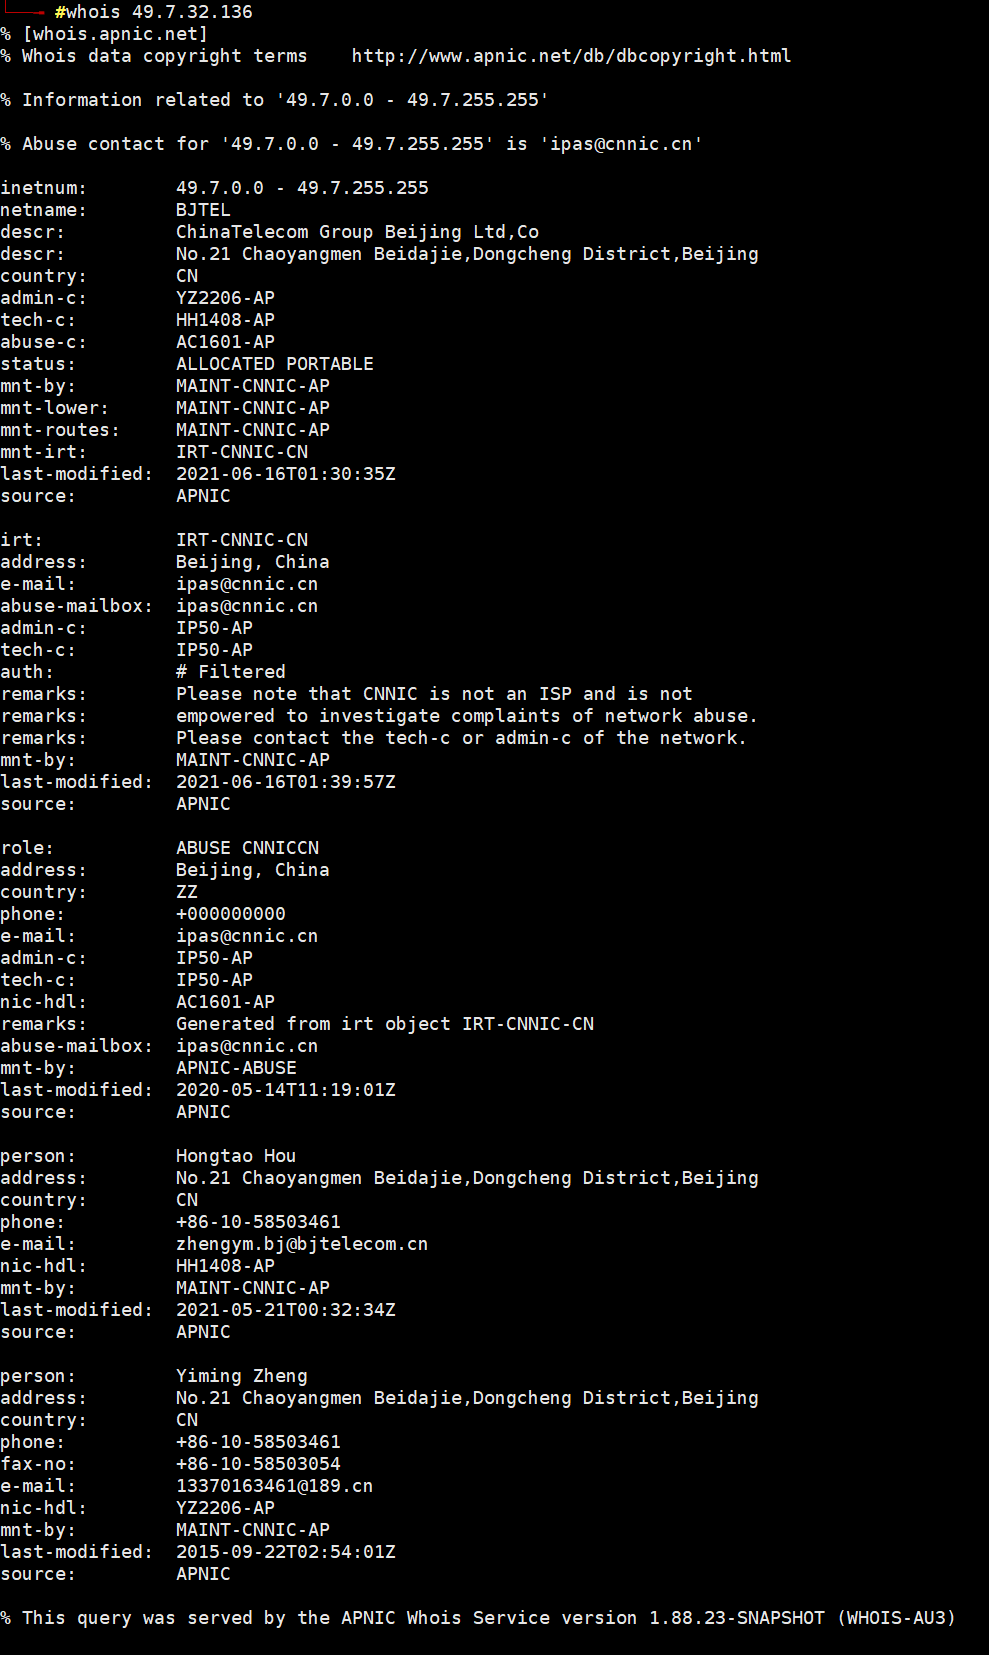 #whois 49.7.32.136
% [whois.apnic.net]
% Whois data copyright terms    http://www.apnic.net/db/dbcopyright.html

% Information related to '49.7.0.0 - 49.7.255.255'

% Abuse contact for '49.7.0.0 - 49.7.255.255' is 'ipas@cnnic.cn'

inetnum:        49.7.0.0 - 49.7.255.255
netname:        BJTEL
descr:          ChinaTelecom Group Beijing Ltd,Co
descr:          No.21 Chaoyangmen Beidajie,Dongcheng District,Beijing
country:        CN
admin-c:        YZ2206-AP
tech-c:         HH1408-AP
abuse-c:        AC1601-AP
status:         ALLOCATED PORTABLE
mnt-by:         MAINT-CNNIC-AP
mnt-lower:      MAINT-CNNIC-AP
mnt-routes:     MAINT-CNNIC-AP
mnt-irt:        IRT-CNNIC-CN
last-modified:  2021-06-16T01:30:35Z
source:         APNIC

irt:            IRT-CNNIC-CN
address:        Beijing, China
e-mail:         ipas@cnnic.cn
abuse-mailbox:  ipas@cnnic.cn
admin-c:        IP50-AP
tech-c:         IP50-AP
auth:           # Filtered
remarks:        Please note that CNNIC is not an ISP and is not
remarks:        empowered to investigate complaints of network abuse.
remarks:        Please contact the tech-c or admin-c of the network.
mnt-by:         MAINT-CNNIC-AP
last-modified:  2021-06-16T01:39:57Z
source:         APNIC

role:           ABUSE CNNICCN
address:        Beijing, China
country:        ZZ
phone:          +000000000
e-mail:         ipas@cnnic.cn
admin-c:        IP50-AP
tech-c:         IP50-AP
nic-hdl:        AC1601-AP
remarks:        Generated from irt object IRT-CNNIC-CN
abuse-mailbox:  ipas@cnnic.cn
mnt-by:         APNIC-ABUSE
last-modified:  2020-05-14T11:19:01Z
source:         APNIC

person:         Hongtao Hou
address:        No.21 Chaoyangmen Beidajie,Dongcheng District,Beijing
country:        CN
phone:          +86-10-58503461
e-mail:         zhengym.bj@bjtelecom.cn
nic-hdl:        HH1408-AP
mnt-by:         MAINT-CNNIC-AP
last-modified:  2021-05-21T00:32:34Z
source:         APNIC

person:         Yiming Zheng
address:        No.21 Chaoyangmen Beidajie,Dongcheng District,Beijing
country:        CN
phone:          +86-10-58503461
fax-no:         +86-10-58503054
e-mail:         13370163461@189.cn
nic-hdl:        YZ2206-AP
mnt-by:         MAINT-CNNIC-AP
last-modified:  2015-09-22T02:54:01Z
source:         APNIC

% This query was served by the APNIC Whois Service version 1.88.23-SNAPSHOT (WHOIS-AU3)